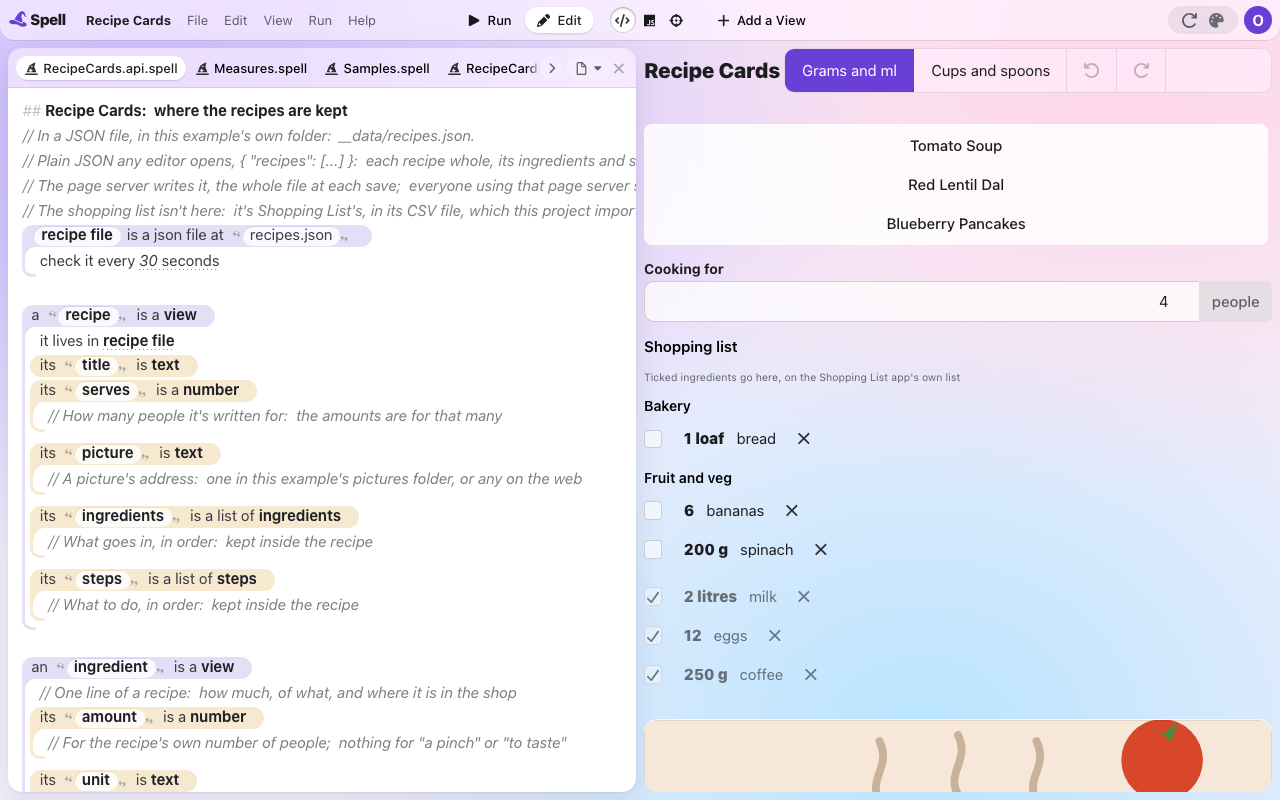 Spell
Recipe Cards
File
Edit
View
Run
Help
Run
Edit
JS
Add a View
O
RecipeCards.api.spell
Measures.spell
Samples.spell
RecipeCard
## Recipe Cards:  where the recipes are kept
// In a JSON file, in this example's own folder:  __data/recipes.json.
// Plain JSON any editor opens, { "recipes": [...] }:  each recipe whole, its ingredients and s
// The page server writes it, the whole file at each save;  everyone using that page server s
// The shopping list isn't here:  it's Shopping List's, in its CSV file, which this project impor
recipe file is a json file at “ recipes.json „
check it every 30 seconds
a “ recipe „ is a view
it lives in recipe file
its “ title „ is text
its “ serves „ is a number
// How many people it's written for:  the amounts are for that many
its “ picture „ is text
// A picture's address:  one in this example's pictures folder, or any on the web
its “ ingredients „ is a list of ingredients
// What goes in, in order:  kept inside the recipe
its “ steps „ is a list of steps
// What to do, in order:  kept inside the recipe
an “ ingredient „ is a view
// One line of a recipe:  how much, of what, and where it is in the shop
its “ amount „ is a number
// For the recipe's own number of people;  nothing for "a pinch" or "to taste"
its “ unit „ is text
Recipe Cards
Grams and ml
Cups and spoons
Tomato Soup
Red Lentil Dal
Blueberry Pancakes
Cooking for
4 people
Shopping list
Ticked ingredients go here, on the Shopping List app's own list
Bakery
1 loaf bread
Fruit and veg
6 bananas
200 g spinach
2 litres milk
12 eggs
250 g coffee